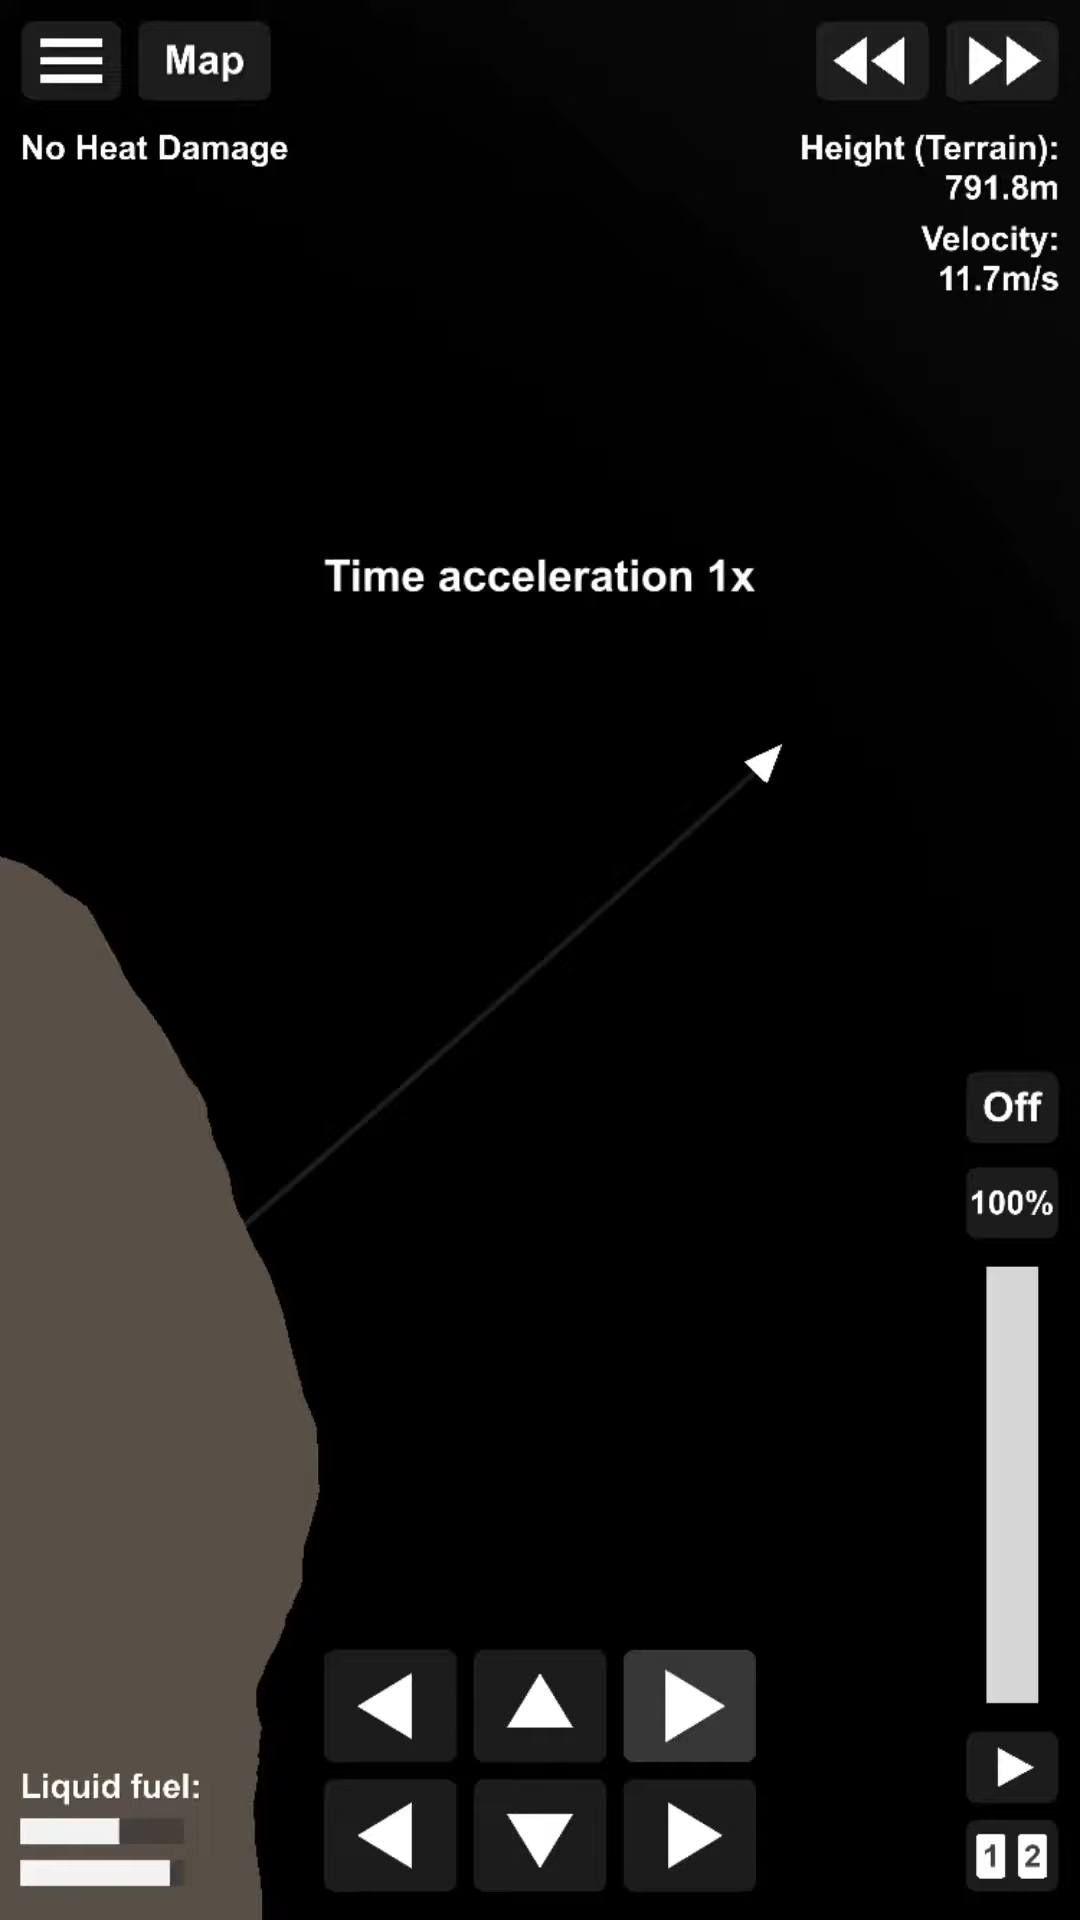 Map
No Heat Damage
Height (Terrain):
791.8m
Velocity:
11.7m/s
Time acceleration 1x
Off
100%
Liquid fuel:
1 2